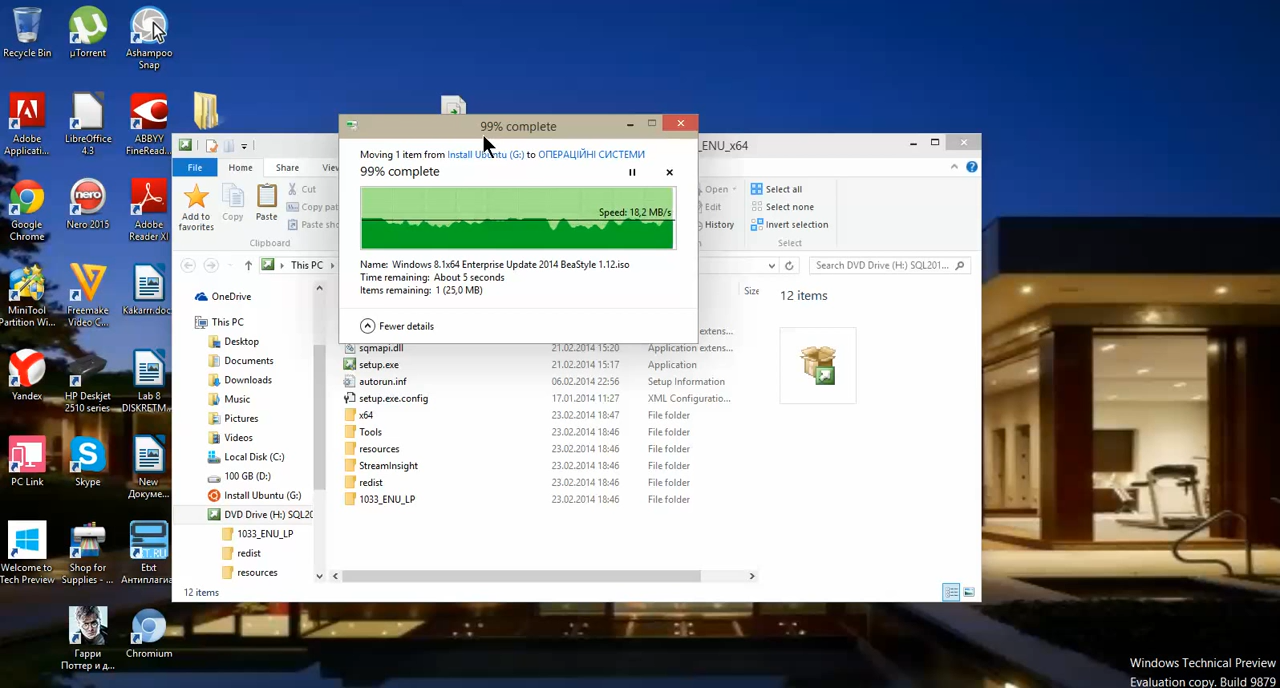 Recycle Bin
µTorrent
Ashampoo
Snap
Adobe
Applicati...
LibreOffice
4.3
ABBYY
FineRead...
Google
Chrome
Nero 2015
Adobe
Reader XI
MiniTool
Partition Wi...
Freemake
Video C...
Kakarrr.doc
Yandex
HP Deskjet
2510 series
Lab 8
DISKRETM...
PC Link
Skype
New
Докуме...
Welcome to
Tech Preview
Shop for
Supplies - ...
Etxt
Антиплагиа
Гарри
Поттер и д...
Chromium
_ENU_x64
File
Home
Share
Vie
Add to
favorites
Copy
Paste
Cut
Copy pat
Paste sho
Clipboard
Open
Edit
History
Select all
Select none
Invert selection
Select
This PC
Search DVD Drive (H:) SQL201...
99% complete
Moving 1 item from Install Ubuntu (G:) to ОПЕРАЦІЙНІ СИСТЕМИ
99% complete
Speed: 18,2 MB/s
Name: Windows 8.1x64 Enterprise Update 2014 BeaStyle 1.12.iso
Time remaining: About 5 seconds
Items remaining: 1 (25,0 MB)
Fewer details
OneDrive
This PC
Desktop
Documents
Downloads
Music
Pictures
Videos
Local Disk (C:)
100 GB (D:)
Install Ubuntu (G:)
DVD Drive (H:) SQL20
1033_ENU_LP
redist
resources
Size
extens...
sqmapi.dll 21.02.2014 15:20 Application extens...
setup.exe 21.02.2014 15:17 Application
autorun.inf 06.02.2014 22:56 Setup Information
setup.exe.config 17.01.2014 11:27 XML Configuratio...
x64 23.02.2014 18:47 File folder
Tools 23.02.2014 18:46 File folder
resources 23.02.2014 18:46 File folder
StreamInsight 23.02.2014 18:46 File folder
redist 23.02.2014 18:46 File folder
1033_ENU_LP 23.02.2014 18:46 File folder
12 items
12 items
Windows Technical Preview
Evaluation copy. Build 9879